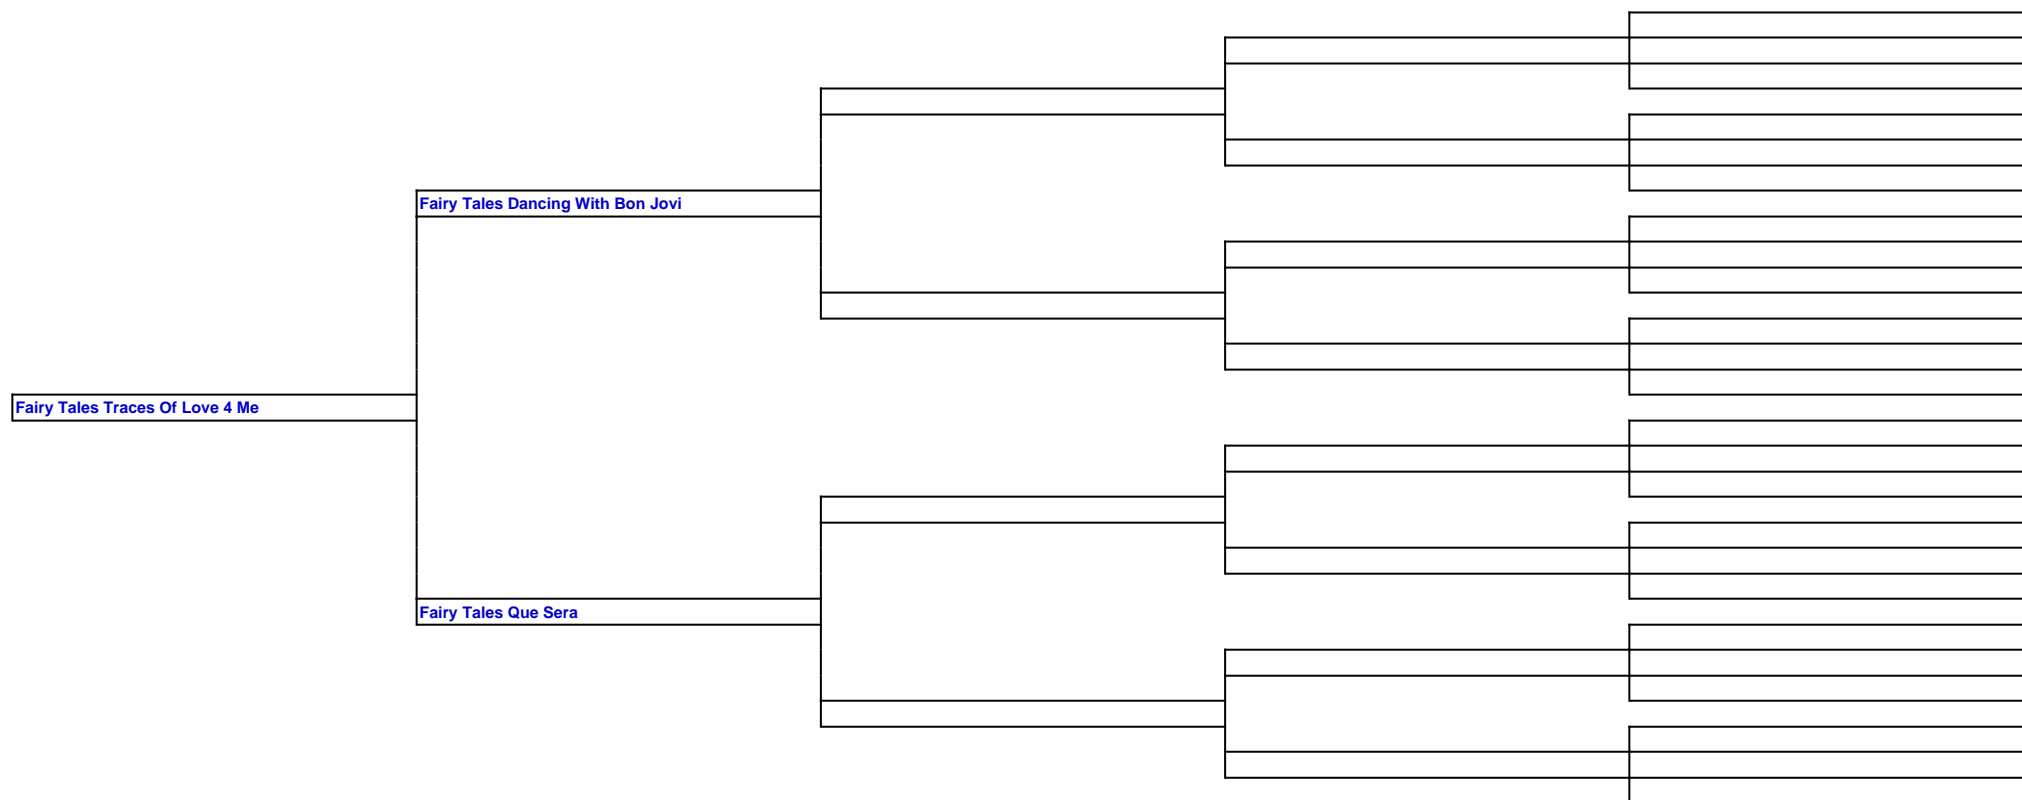 Fairy Tales Dancing With Bon Jovi
Fairy Tales Traces Of Love 4 Me
Fairy Tales Que Sera